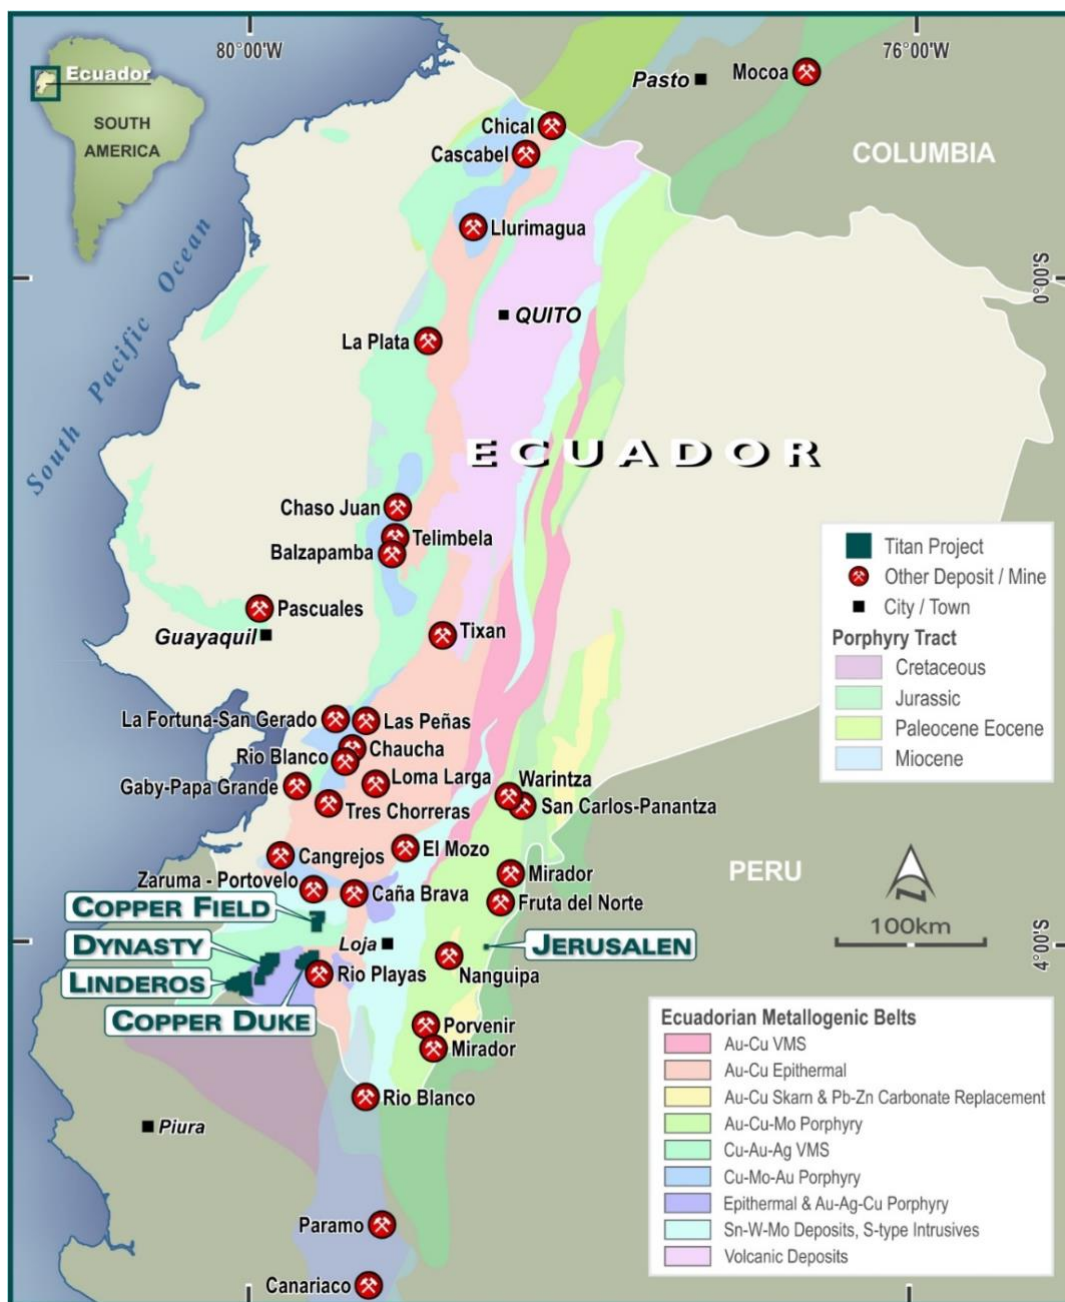 80°00'W
76°00'W
Ecuador
SOUTH
AMERICA
Pasto
Mocoa
Chical
Cascabel
COLUMBIA
Llurimagua
South Pacific Ocean
0°00'S
QUITO
La Plata
ECUADOR
Chaso Juan
Telimbela
Balzapamba
Pascuales
Guayaquil
Tixan
Titan Project
Other Deposit / Mine
City / Town
Porphyry Tract
Cretaceous
Jurassic
Paleocene Eocene
Miocene
La Fortuna-San Gerado
Las Peñas
Chaucha
Rio Blanco
Loma Larga
Gaby-Papa Grande
Tres Chorreras
Warintza
San Carlos-Panantza
Cangrejos
El Mozo
Mirador
PERU
Zaruma - Portovelo
Caña Brava
Fruta del Norte
N
100km
COPPER FIELD
Loja
JERUSALEN
4°00'S
DYNASTY
Rio Playas
Nanguipa
LINDEROS
COPPER DUKE
Porvenir
Mirador
Rio Blanco
Piura
Paramo
Canariaco
Ecuadorian Metallogenic Belts
Au-Cu VMS
Au-Cu Epithermal
Au-Cu Skarn & Pb-Zn Carbonate Replacement
Au-Cu-Mo Porphyry
Cu-Au-Ag VMS
Cu-Mo-Au Porphyry
Epithermal & Au-Ag-Cu Porphyry
Sn-W-Mo Deposits, S-type Intrusives
Volcanic Deposits